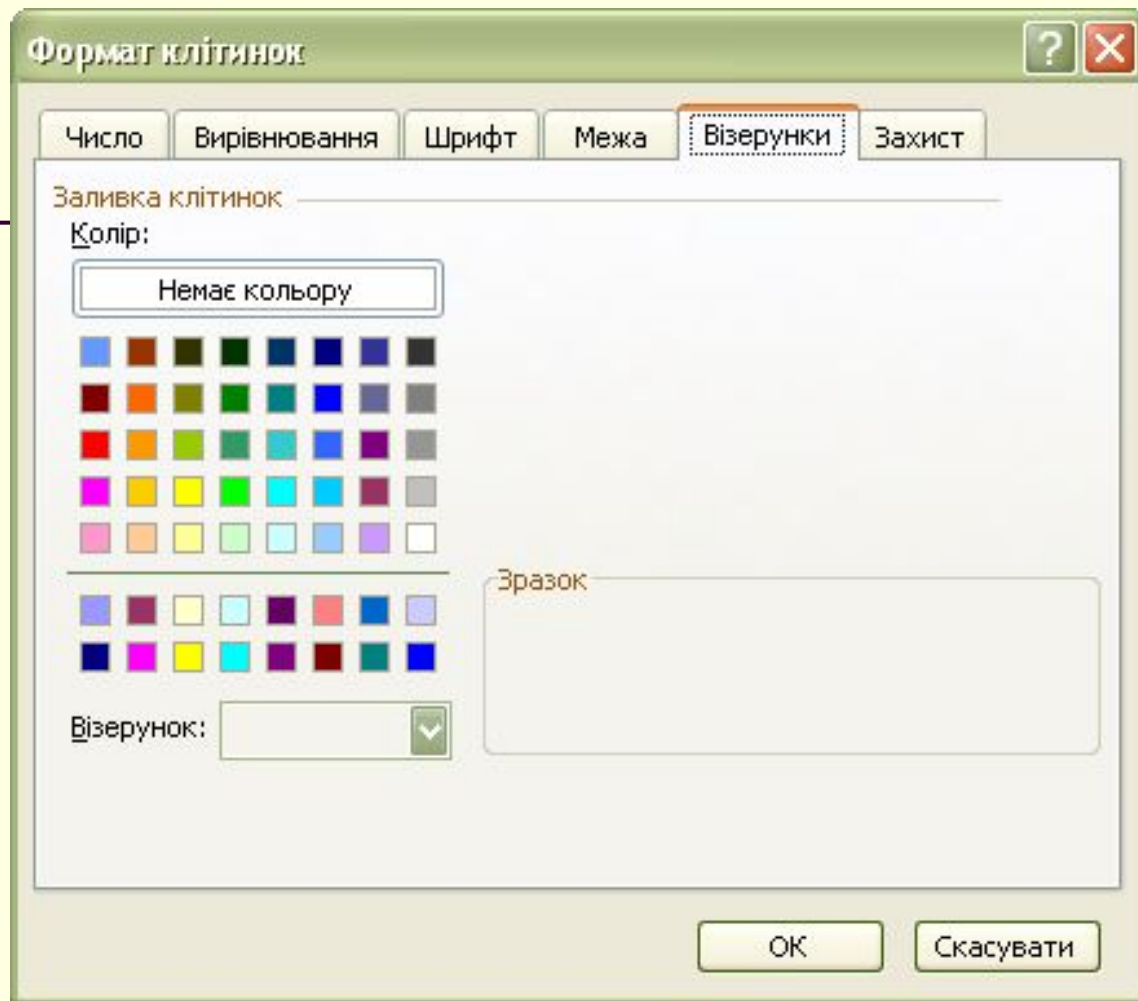 Формат клітинок
Число Вирівнювання Шрифт Межа Візерунки Захист
Заливка клітинок
Колір:
Немає кольору
Зразок
Візерунок:
ОК Скасувати